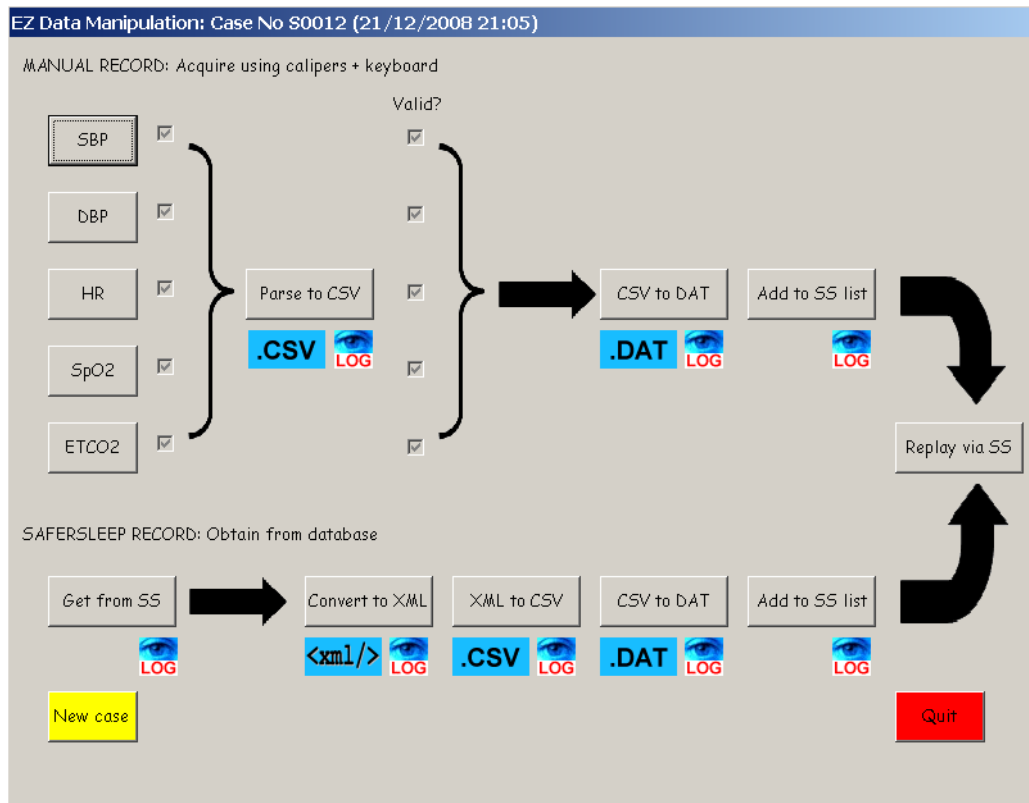 EZ Data Manipulation: Case No S0012 (21/12/2008 21:05)
MANUAL RECORD: Acquire using calipers + keyboard
Valid?
SBP
DBP
HR
Parse to CSV
CSV to DAT
Add to SS list
.CSV
LOG
.DAT
LOG
LOG
SpO2
ETCO2
Replay via SS
SAFERSLEEP RECORD: Obtain from database
Get from SS
Convert to XML
XML to CSV
CSV to DAT
Add to SS list
LOG
<xml/>
LOG
.CSV
LOG
.DAT
LOG
LOG
New case
Quit